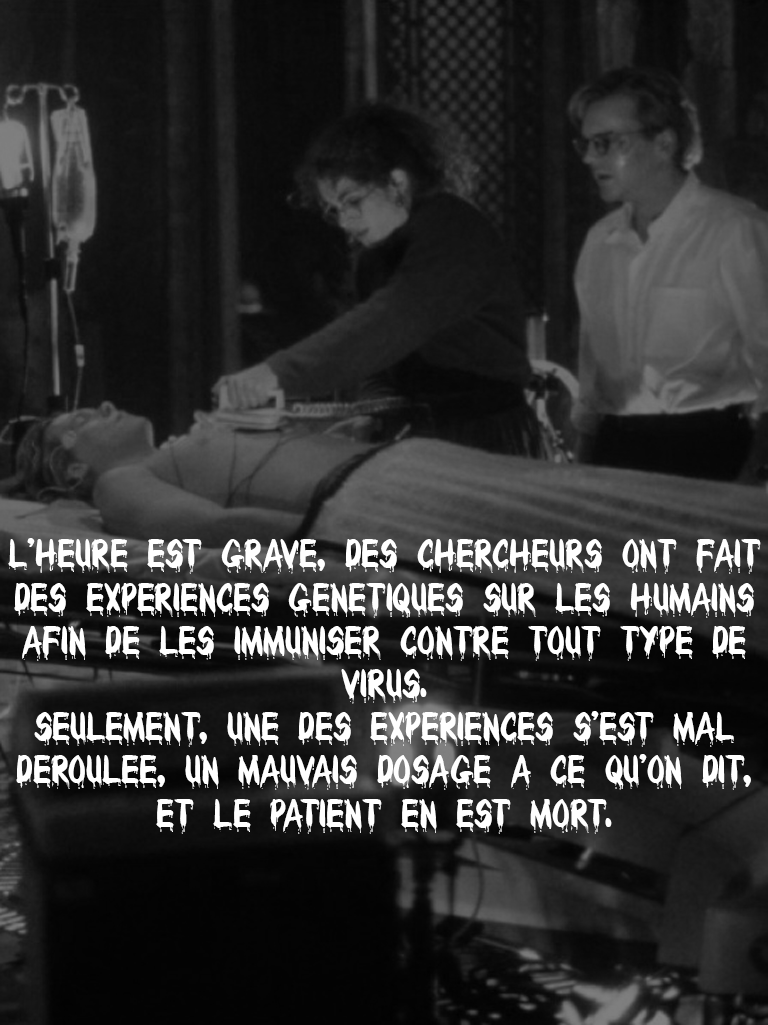 L'HEURE EST GRAVE, DES CHERCHEURS ONT FAIT
DES EXPERIENCES GENETIQUES SUR LES HUMAINS
AFIN DE LES IMMUNISER CONTRE TOUT TYPE DE
VIRUS.
SEULEMENT, UNE DES EXPERIENCES S'EST MAL
DEROULEE, UN MAUVAIS DOSAGE A CE QU'ON DIT,
ET LE PATIENT EN EST MORT.